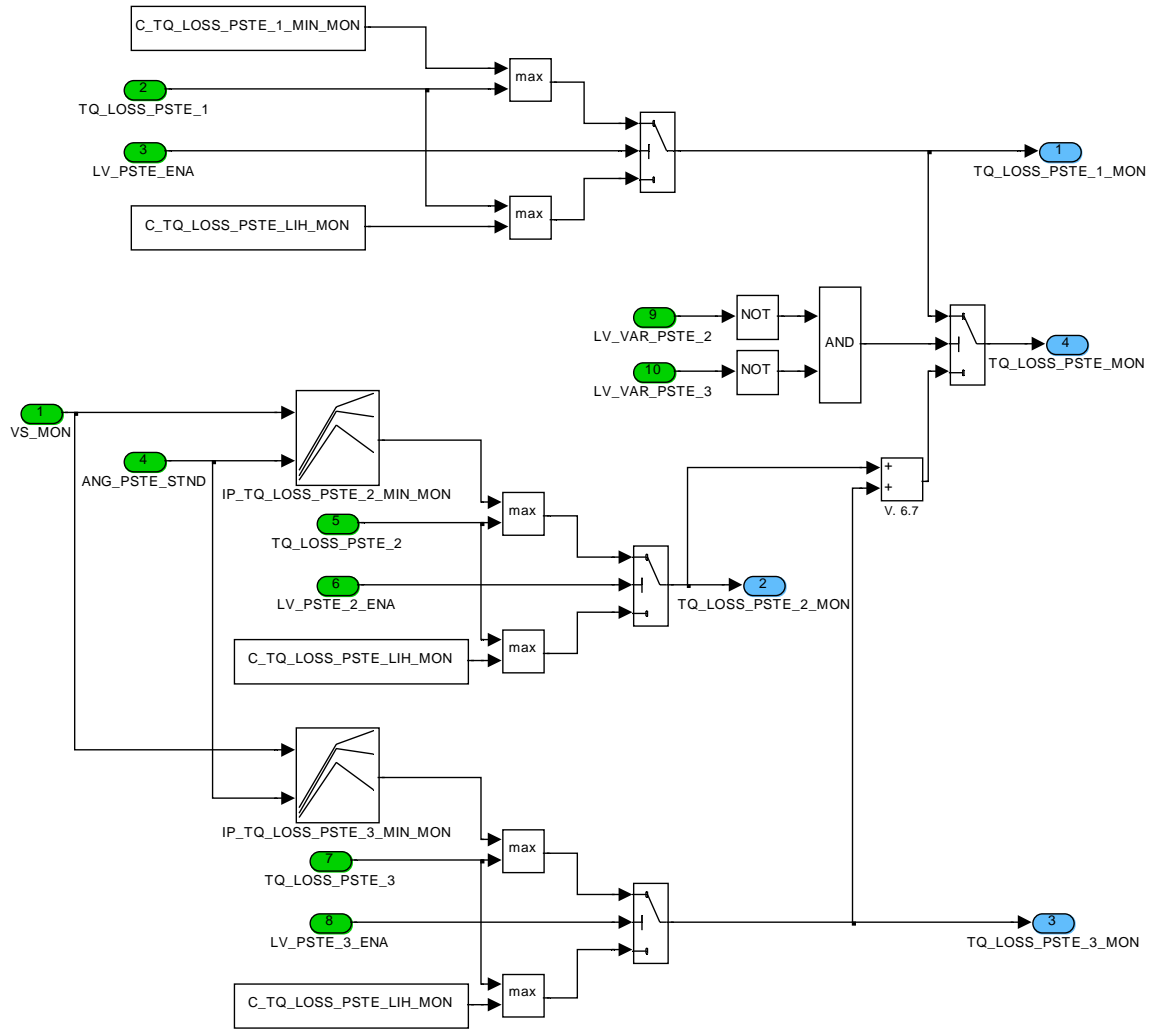 C_TQ_LOSS_PSTE_1_MIN_MON
max
2
TQ_LOSS_PSTE_1
3
LV_PSTE_ENA
1
TQ_LOSS_PSTE_1_MON
C_TQ_LOSS_PSTE_LIH_MON
max
9
LV_VAR_PSTE_2
NOT
AND
10
LV_VAR_PSTE_3
NOT
4
TQ_LOSS_PSTE_MON
1
VS_MON
4
ANG_PSTE_STND
IP_TQ_LOSS_PSTE_2_MIN_MON
+
+
V. 6.7
max
5
TQ_LOSS_PSTE_2
6
LV_PSTE_2_ENA
2
TQ_LOSS_PSTE_2_MON
C_TQ_LOSS_PSTE_LIH_MON
max
IP_TQ_LOSS_PSTE_3_MIN_MON
max
7
TQ_LOSS_PSTE_3
8
LV_PSTE_3_ENA
3
TQ_LOSS_PSTE_3_MON
C_TQ_LOSS_PSTE_LIH_MON
max